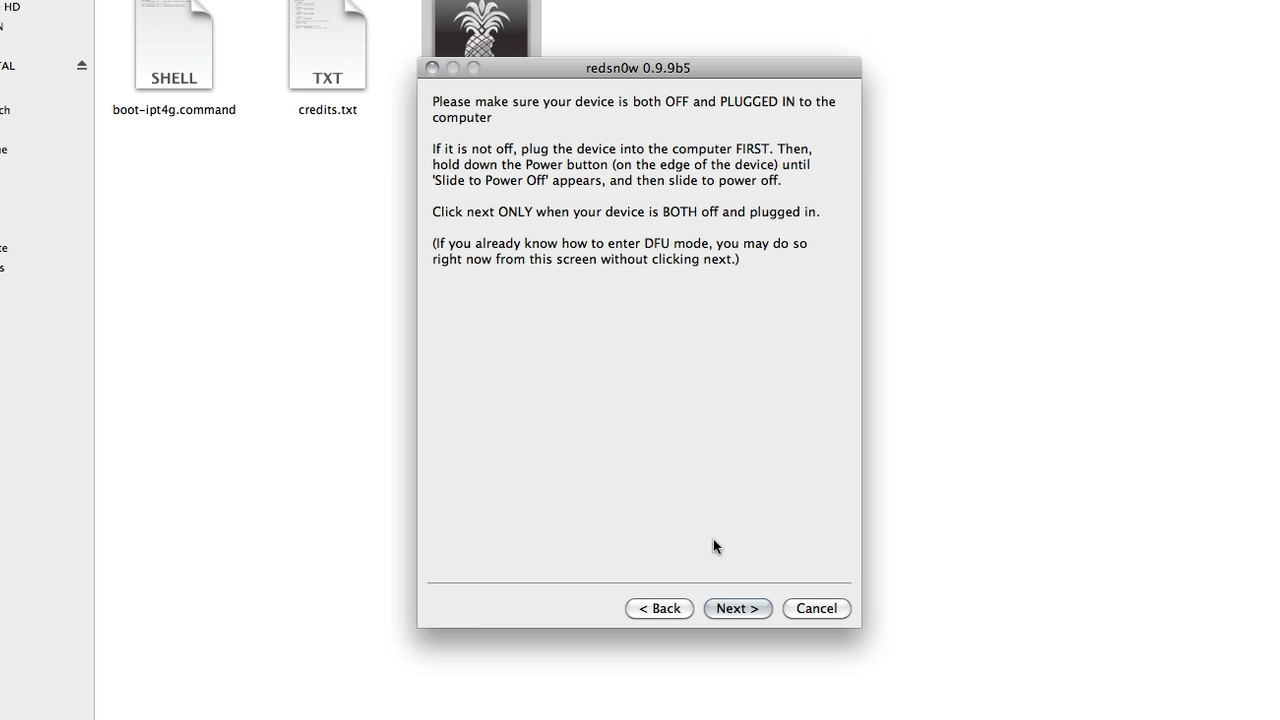 HD
N
TAL
ch
ue
te
s
SHELL
TXT
boot-ipt4g.command
credits.txt
redsn0w 0.9.9b5
Please make sure your device is both OFF and PLUGGED IN to the
computer
If it is not off, plug the device into the computer FIRST. Then,
hold down the Power button (on the edge of the device) until
'Slide to Power Off' appears, and then slide to power off.
Click next ONLY when your device is BOTH off and plugged in.
(If you already know how to enter DFU mode, you may do so
right now from this screen without clicking next.)
< Back
Next >
Cancel